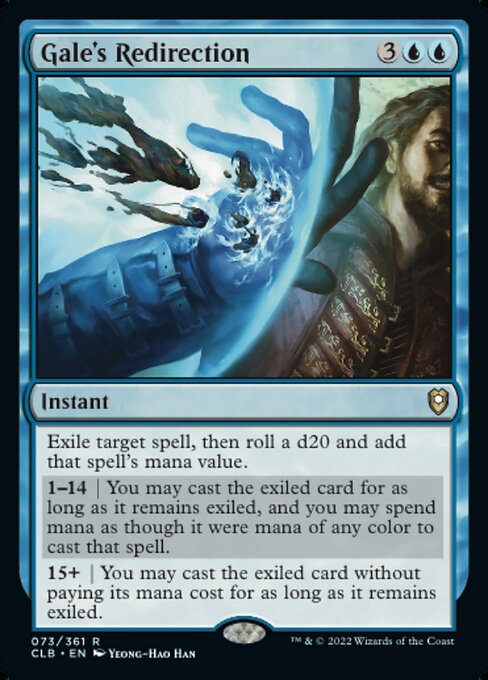 Gale's Redirection 3
Instant
Exile target spell, then roll a d20 and add
that spell's mana value.
1–14 | You may cast the exiled card for as
long as it remains exiled, and you may spend
mana as though it were mana of any color to
cast that spell.
15+ | You may cast the exiled card without
paying its mana cost for as long as it remains
exiled.
073/361 R
™ & © 2022 Wizards of the Coast
CLB • EN Yeong-Hao Han